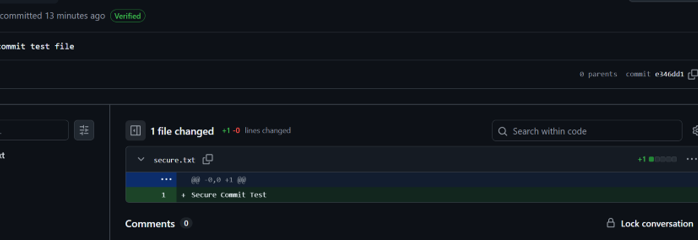 committed 13 minutes ago Verified
commit test file
0 parents commit e346dd1
1 file changed +1 -0 lines changed
Search within code
secure.txt
+1
@@ -0,0 +1 @@
1 + Secure Commit Test
Comments 0
Lock conversation